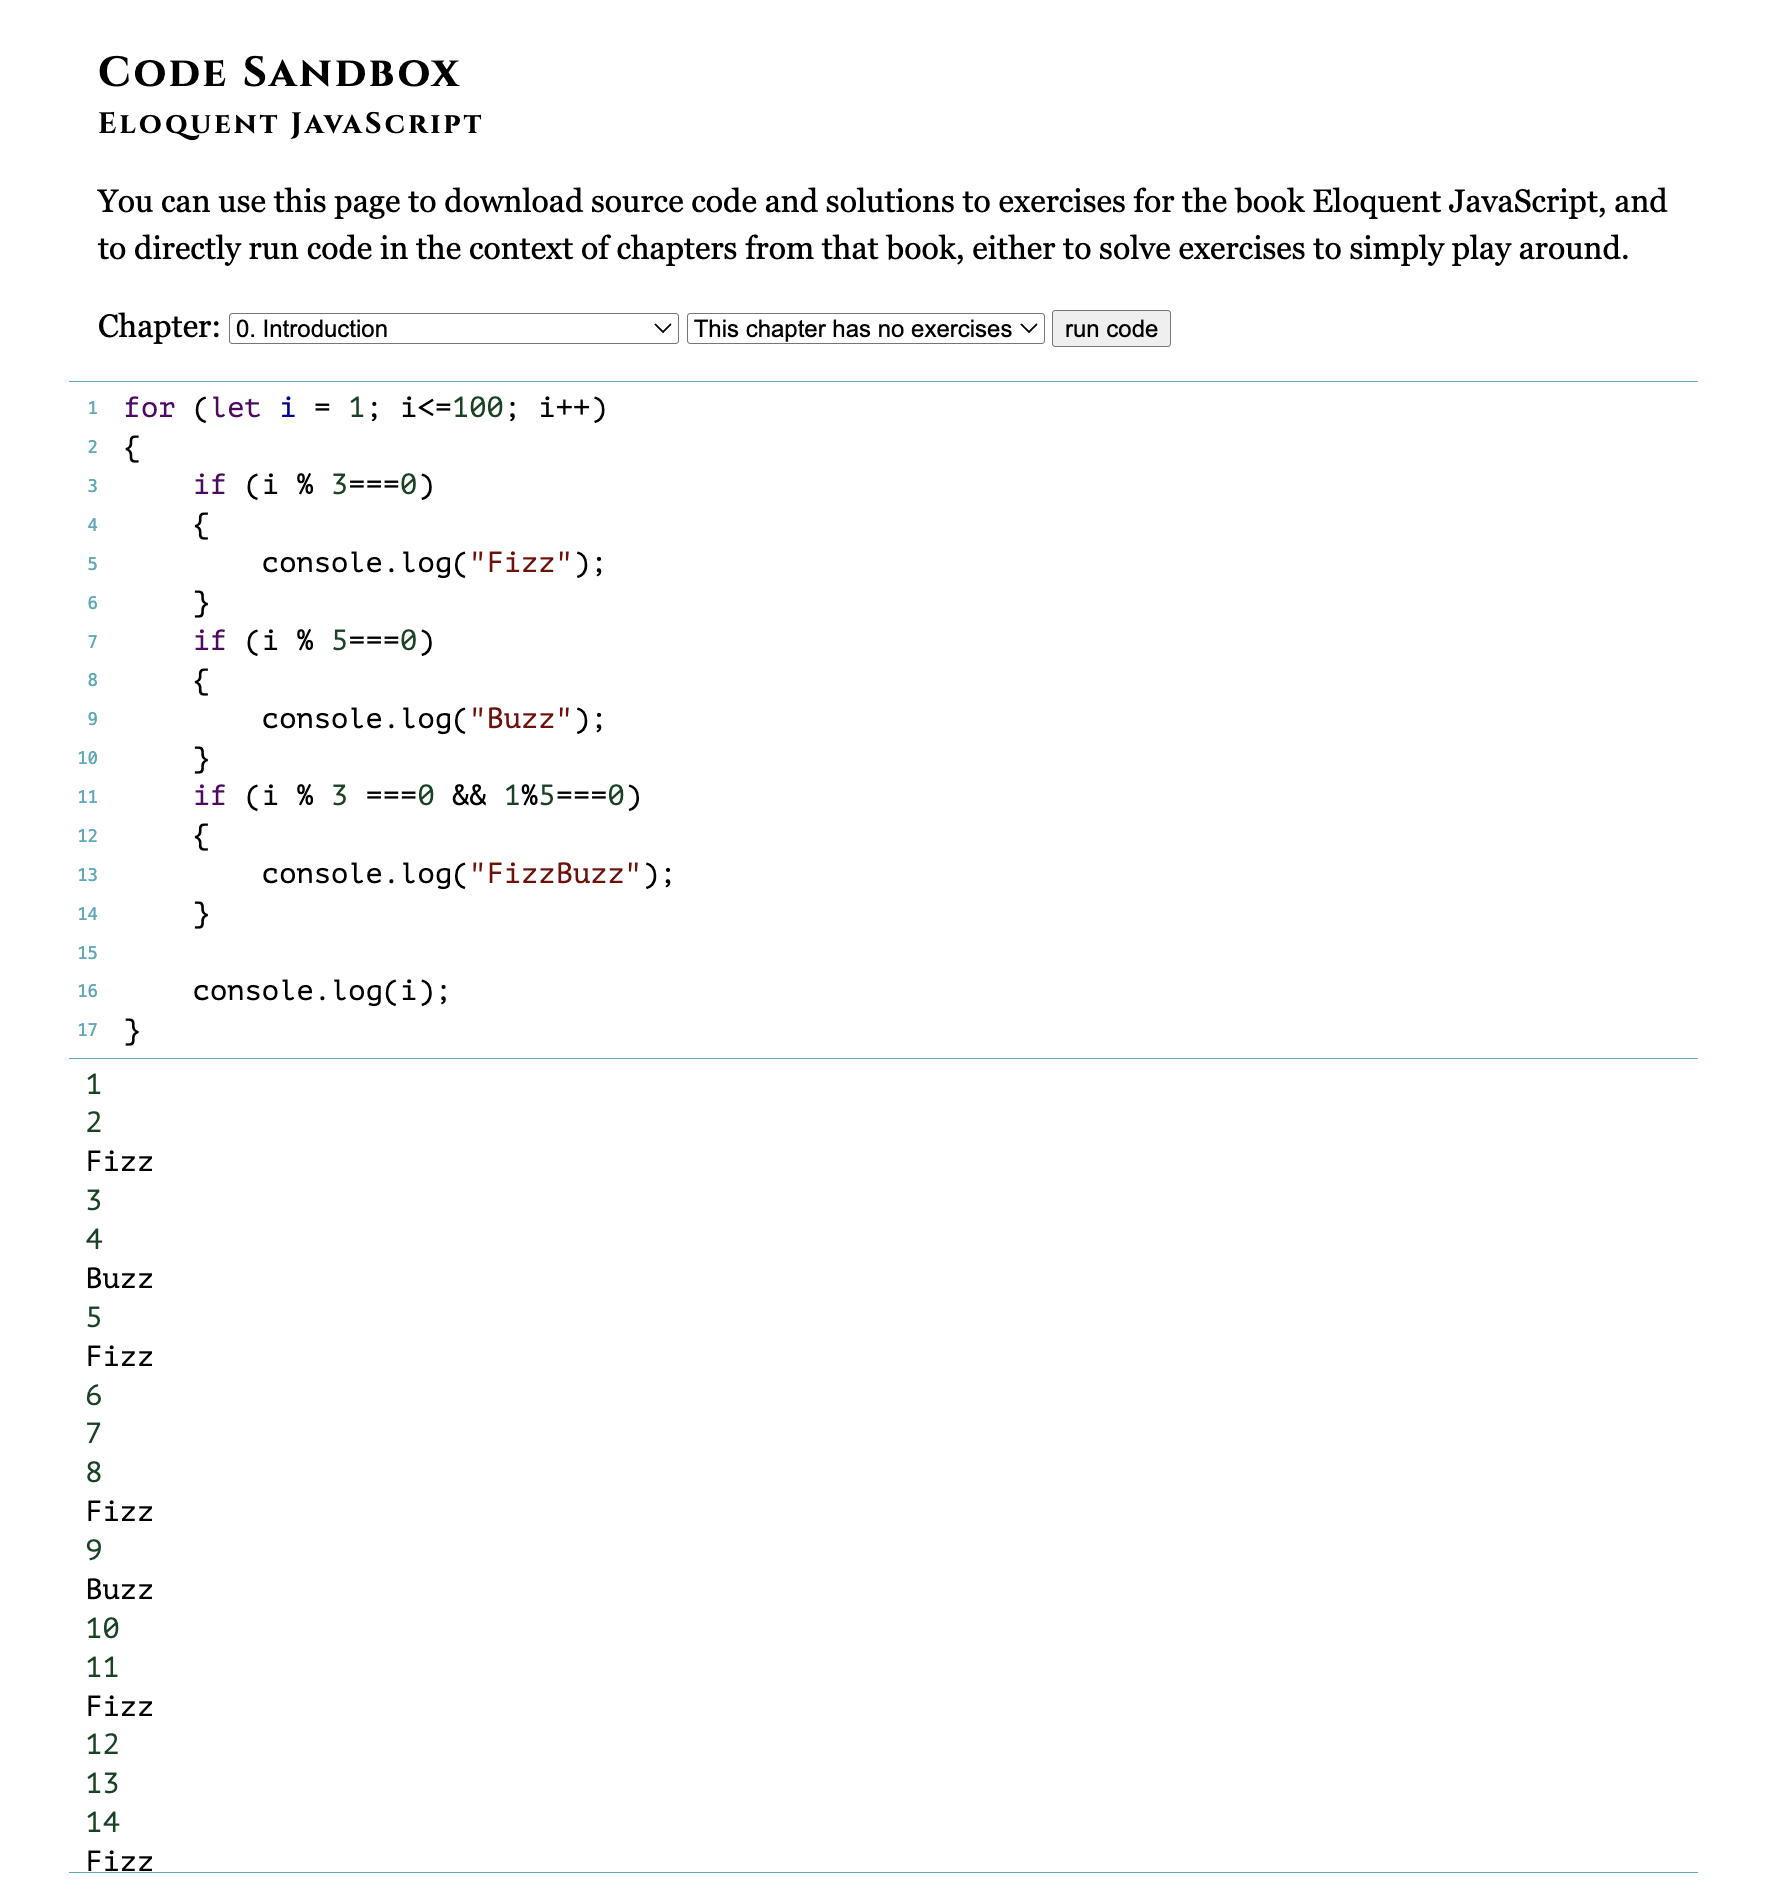 CODE SANDBOX
ELOQUENT JAVASCRIPT
You can use this page to download source code and solutions to exercises for the book Eloquent JavaScript, and
to directly run code in the context of chapters from that book, either to solve exercises to simply play around.
Chapter: 0. Introduction This chapter has no exercises run code
1 for (let i = 1; i<=100; i++)
2 {
3     if (i % 3===0)
4     {
5         console.log("Fizz");
6     }
7     if (i % 5===0)
8     {
9         console.log("Buzz");
10     }
11     if (i % 3 ===0 && 1%5===0)
12     {
13         console.log("FizzBuzz");
14     }
15
16     console.log(i);
17 }
1
2
Fizz
3
4
Buzz
5
Fizz
6
7
8
Fizz
9
Buzz
10
11
Fizz
12
13
14
Fizz